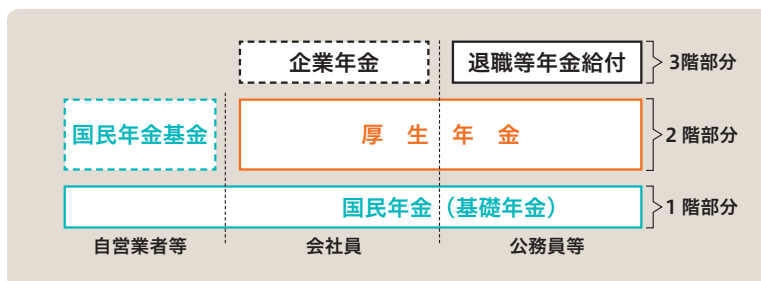 企業年金
退職等年金給付
3階部分
国民年金基金
厚生年金
2階部分
国民年金（基礎年金）
1階部分
自営業者等
会社員
公務員等